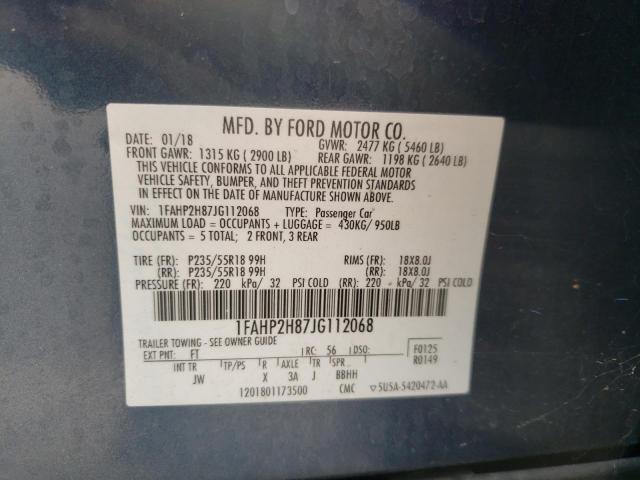 MFD. BY FORD MOTOR CO.
DATE: 01/18 GVWR: 2477 KG ( 5460 LB)
FRONT GAWR: 1315 KG ( 2900 LB) REAR GAWR: 1198 KG ( 2640 LB)
THIS VEHICLE CONFORMS TO ALL APPLICABLE FEDERAL MOTOR
VEHICLE SAFETY, BUMPER, AND THEFT PREVENTION STANDARDS
IN EFFECT ON THE DATE OF MANUFACTURE SHOWN ABOVE.
VIN: 1FAHP2H87JG112068 TYPE: Passenger Car
MAXIMUM LOAD = OCCUPANTS + LUGGAGE = 430KG/ 950LB
OCCUPANTS = 5 TOTAL; 2 FRONT, 3 REAR
TIRE (FR): P235/55R18 99H RIMS (FR): 18X8.0J
(RR): P235/55R18 99H (RR): 18X8.0J
PRESSURE (FR): 220 kPa/ 32 PSI COLD (RR): 220 kPa/ 32 PSI COLD
1FAHP2H87JG112068
TRAILER TOWING - SEE OWNER GUIDE
EXT PNT: FT RC: 56 DSO: F0125
INT TR TP/PS R AXLE TR SPR R0149
JW X 3A J BBHH
1201801173500 CMC ▽5U5A-5420472-AA